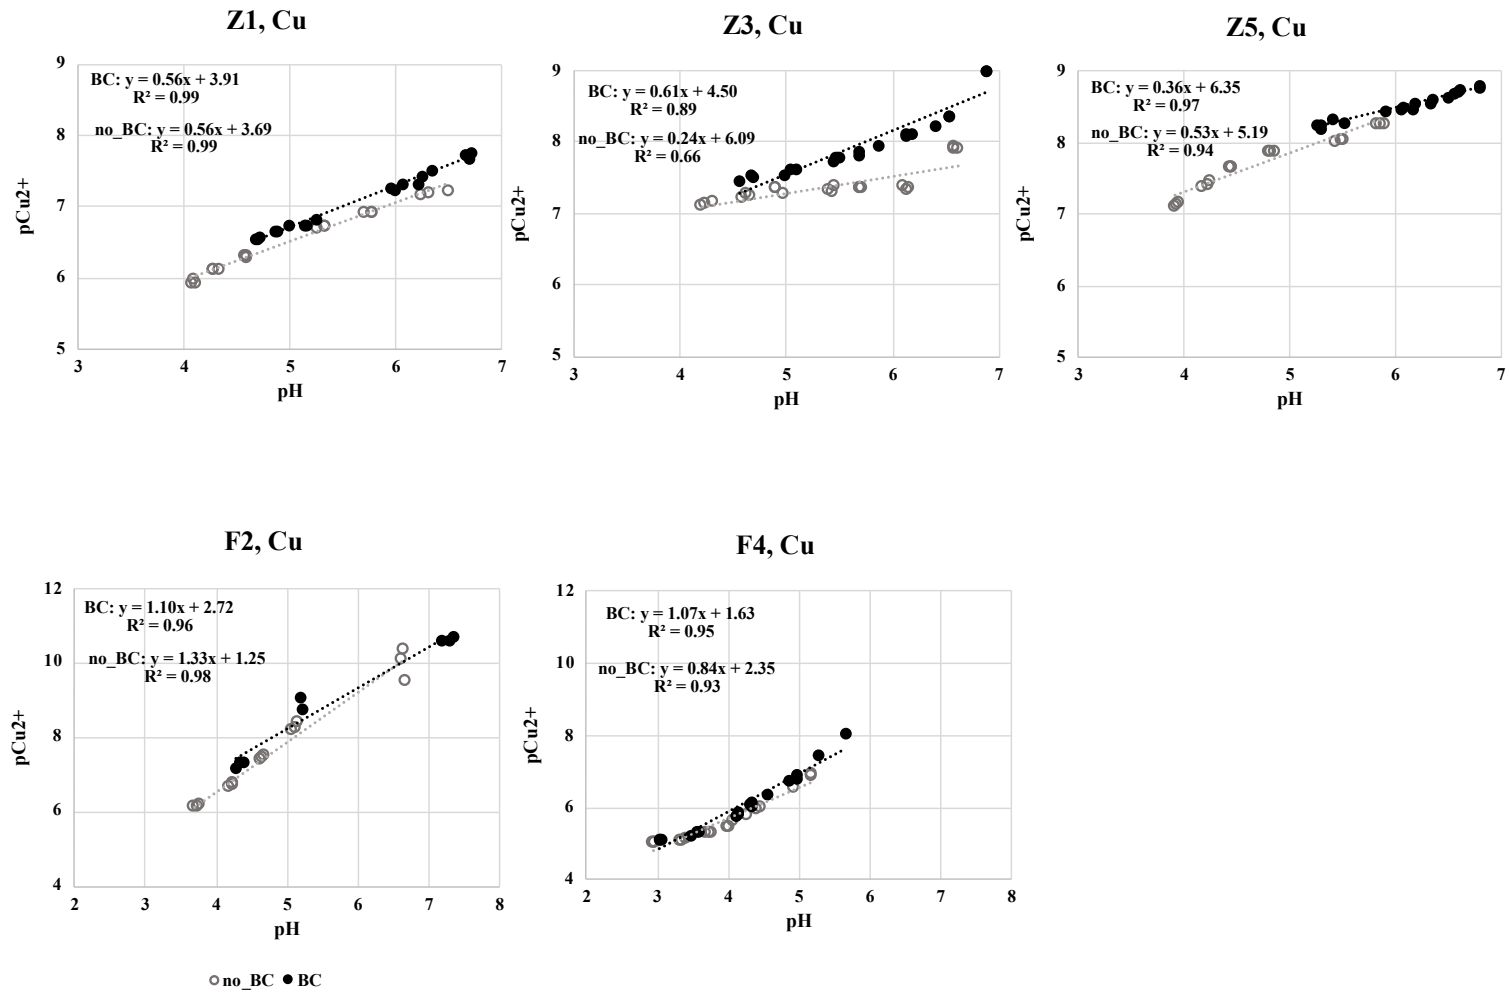 Z1, Cu
BC: y = 0.56x + 3.91
R² = 0.99
no_BC: y = 0.56x + 3.69
R² = 0.99
9
8
7
6
5
pCu2+
3 4 5 6 7
pH
Z3, Cu
BC: y = 0.61x + 4.50
R² = 0.89
no_BC: y = 0.24x + 6.09
R² = 0.66
9
8
7
6
5
pCu2+
3 4 5 6 7
pH
Z5, Cu
BC: y = 0.36x + 6.35
R² = 0.97
no_BC: y = 0.53x + 5.19
R² = 0.94
9
8
7
6
5
pCu2+
3 4 5 6 7
pH
F2, Cu
BC: y = 1.10x + 2.72
R² = 0.96
no_BC: y = 1.33x + 1.25
R² = 0.98
12
10
8
6
4
pCu2+
2 3 4 5 6 7 8
pH
F4, Cu
BC: y = 1.07x + 1.63
R² = 0.95
no_BC: y = 0.84x + 2.35
R² = 0.93
12
10
8
6
4
pCu2+
2 3 4 5 6 7 8
pH
no_BC BC